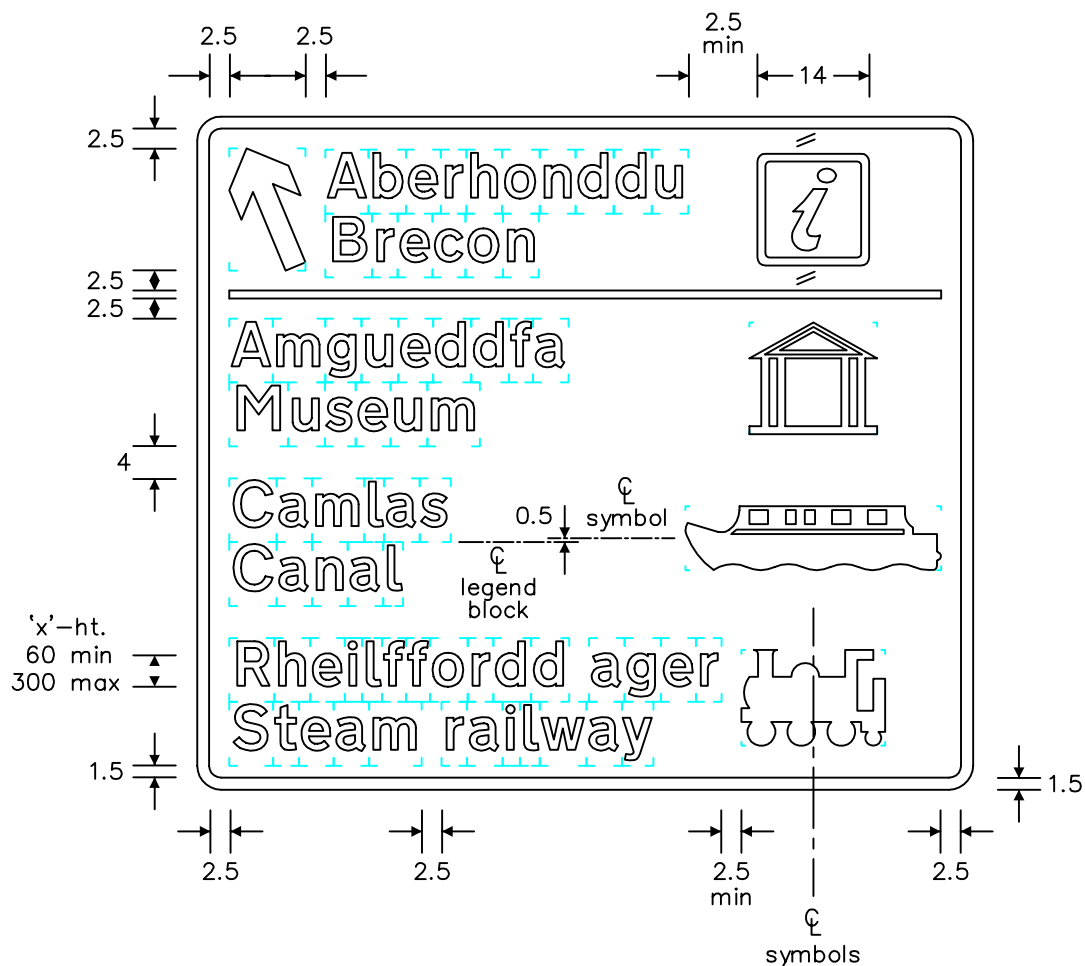 2.5 2.5 2.5 min 14
2.5
Aberhonddu
Brecon
i
2.5
2.5
Amgueddfa
Museum
4
Camlas
Canal
0.5
℄ symbol
℄ legend block
'x'-ht.
60 min
300 max
Rheilffordd ager
Steam railway
1.5
1.5
2.5 2.5 2.5 min 2.5
℄
symbols